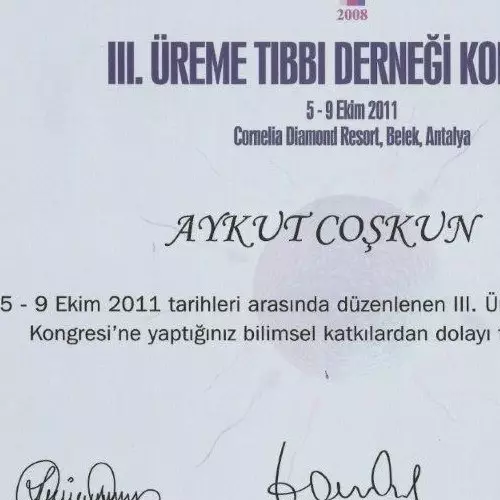 2008
III. ÜREME TIBBI DERNEĞİ KO
5 - 9 Ekim 2011
Cornelia Diamond Resort, Belek, Antalya
AYKUT COŞKUN
5 - 9 Ekim 2011 tarihleri arasında düzenlenen III. Ü
Kongresi'ne yaptığınız bilimsel katkılardan dolayı